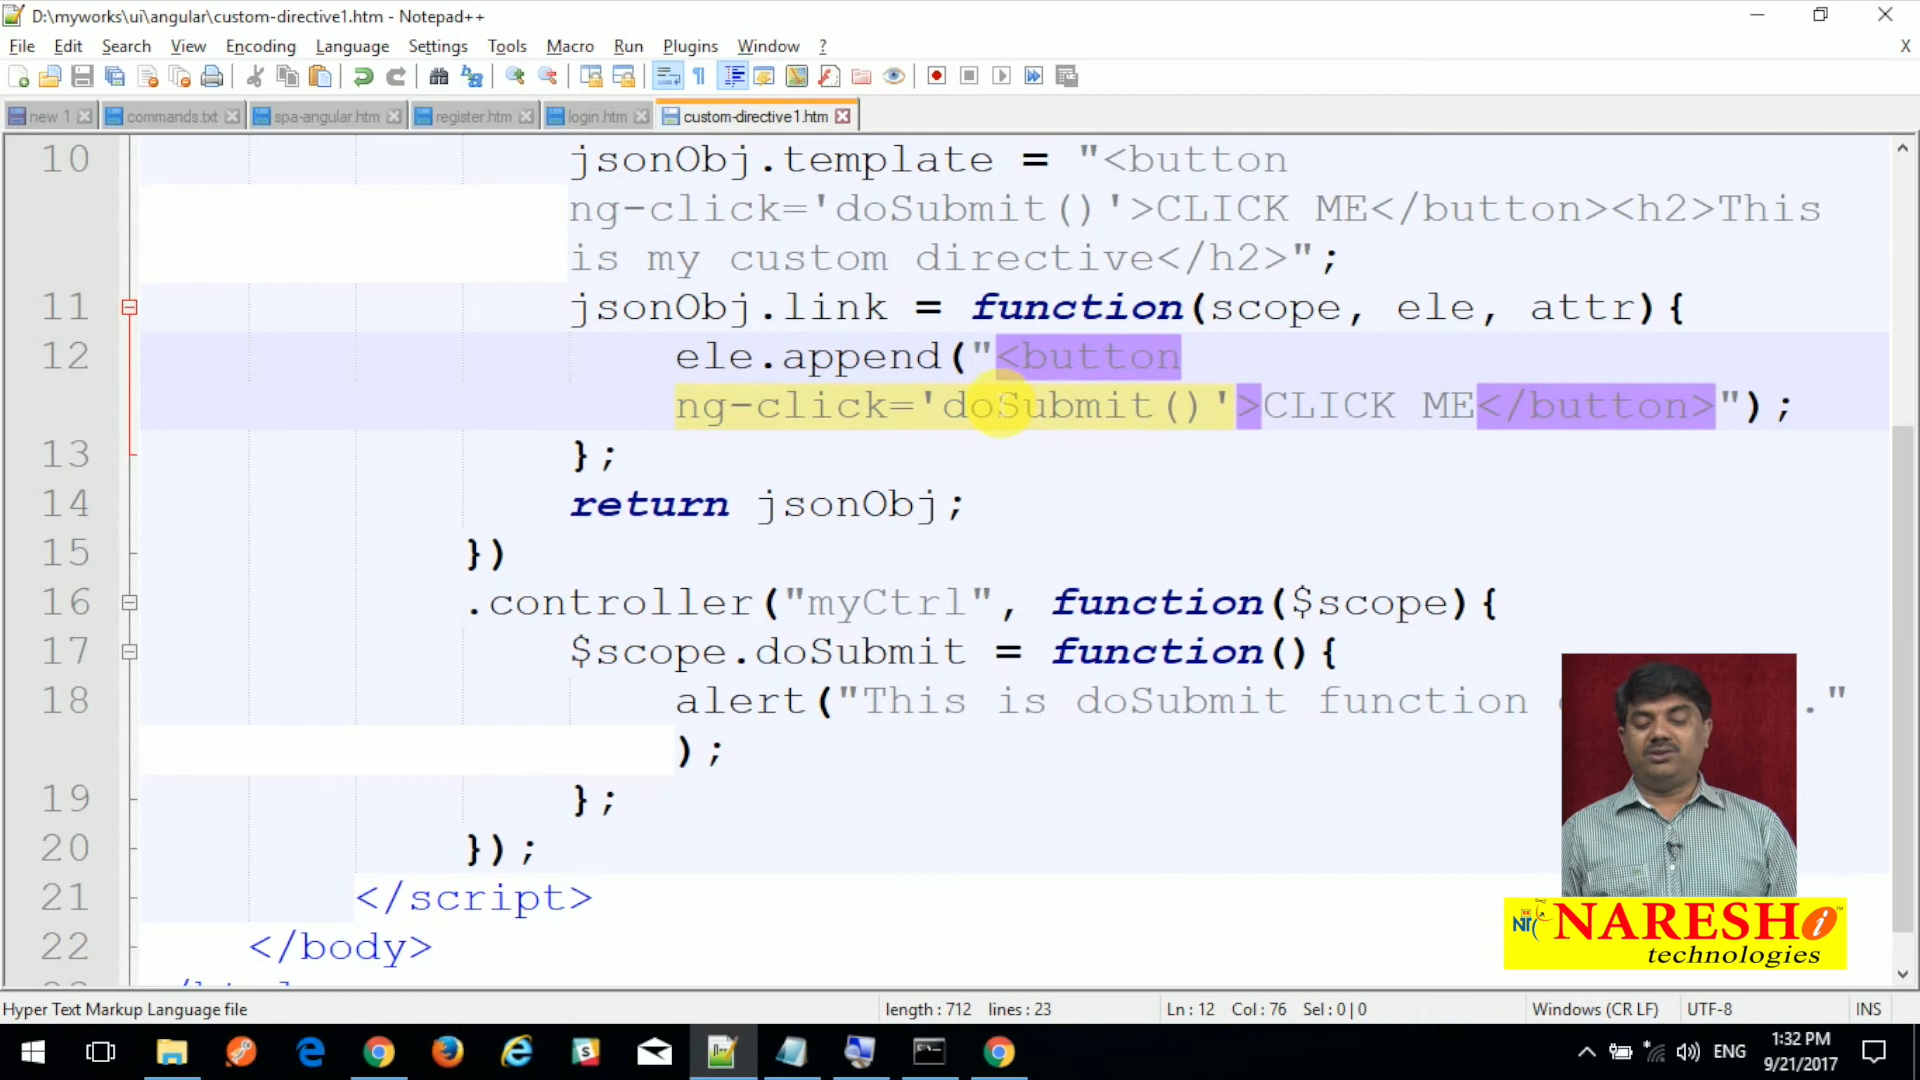 D:\myworks\ui\angular\custom-directive1.htm - Notepad++
File Edit Search View Encoding Language Settings Tools Macro Run Plugins Window ? X
new 1 commands.txt spa-angular.htm register.htm login.htm custom-directive1.htm
10 jsonObj.template = "<button
ng-click='doSubmit()'>CLICK ME</button><h2>This
is my custom directive</h2>";
11 jsonObj.link = function(scope, ele, attr){
12 ele.append("<button
ng-click='doSubmit()'>CLICK ME</button>");
13 };
14 return jsonObj;
15 })
16 .controller("myCtrl", function($scope){
17 $scope.doSubmit = function(){
18 alert("This is doSubmit function ."
);
19 };
20 });
21 </script>
22 </body>
NARESH i
technologies
Hyper Text Markup Language file length : 712 lines : 23 Ln : 12 Col : 76 Sel : 0 | 0 Windows (CR LF) UTF-8 INS
ENG 1:32 PM
9/21/2017